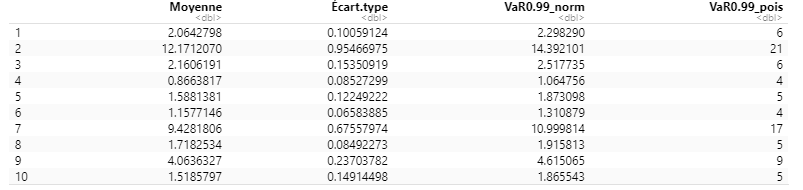 Moyenne Écart.type VaR0.99_norm VaR0.99_pois
<dbl> <dbl> <dbl> <dbl>
1 2.0642798 0.10059124 2.298290 6
2 12.1712070 0.95466975 14.392101 21
3 2.1606191 0.15350919 2.517735 6
4 0.8663817 0.08527299 1.064756 4
5 1.5881381 0.12249222 1.873098 5
6 1.1577146 0.06583885 1.310879 4
7 9.4281806 0.67557974 10.999814 17
8 1.7182534 0.08492273 1.915813 5
9 4.0636327 0.23703782 4.615065 9
10 1.5185797 0.14914498 1.865543 5